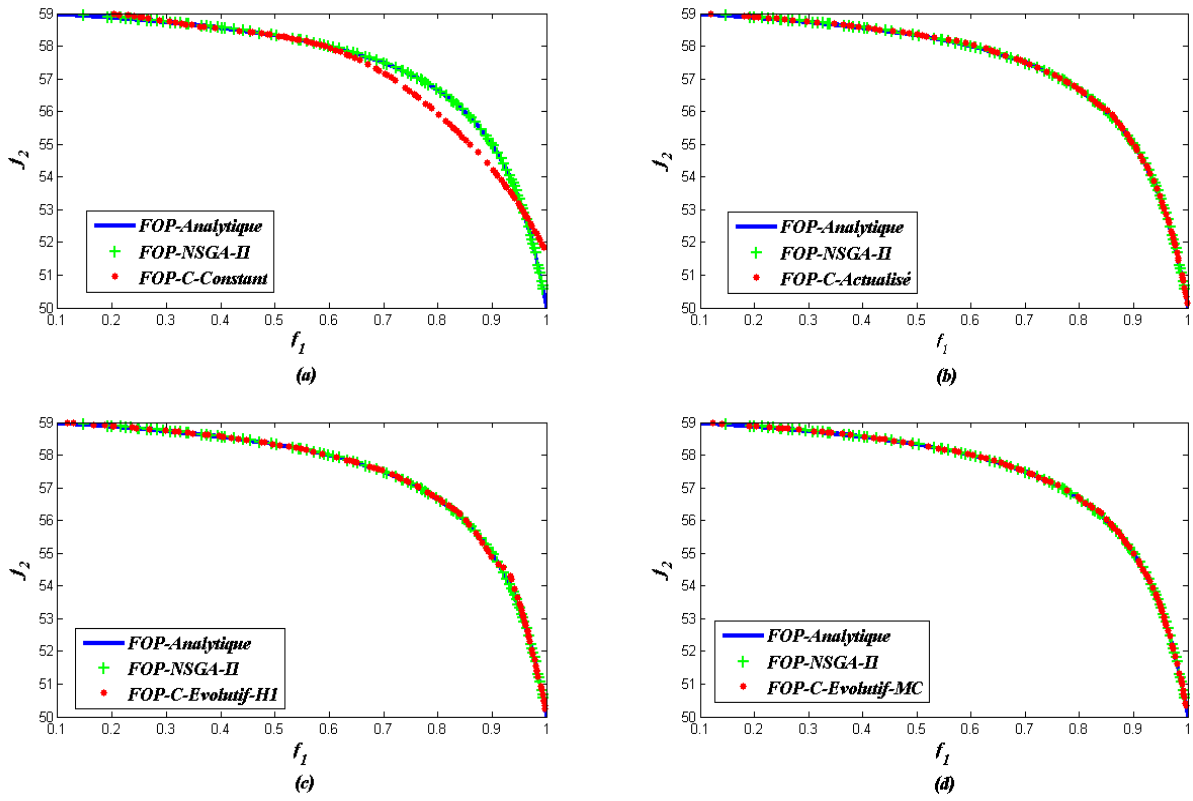 59
58
57
56
55
54
53
52
51
50
f2
FOP-Analytique
FOP-NSGA-II
FOP-C-Constant
0.1 0.2 0.3 0.4 0.5 0.6 0.7 0.8 0.9 1
f1
(a)
59
58
57
56
55
54
53
52
51
50
f2
FOP-Analytique
FOP-NSGA-II
FOP-C-Actualisé
0.1 0.2 0.3 0.4 0.5 0.6 0.7 0.8 0.9 1
f1
(b)
59
58
57
56
55
54
53
52
51
50
f2
FOP-Analytique
FOP-NSGA-II
FOP-C-Evolutif-H1
0.1 0.2 0.3 0.4 0.5 0.6 0.7 0.8 0.9 1
f1
(c)
59
58
57
56
55
54
53
52
51
50
f2
FOP-Analytique
FOP-NSGA-II
FOP-C-Evolutif-MC
0.1 0.2 0.3 0.4 0.5 0.6 0.7 0.8 0.9 1
f1
(d)